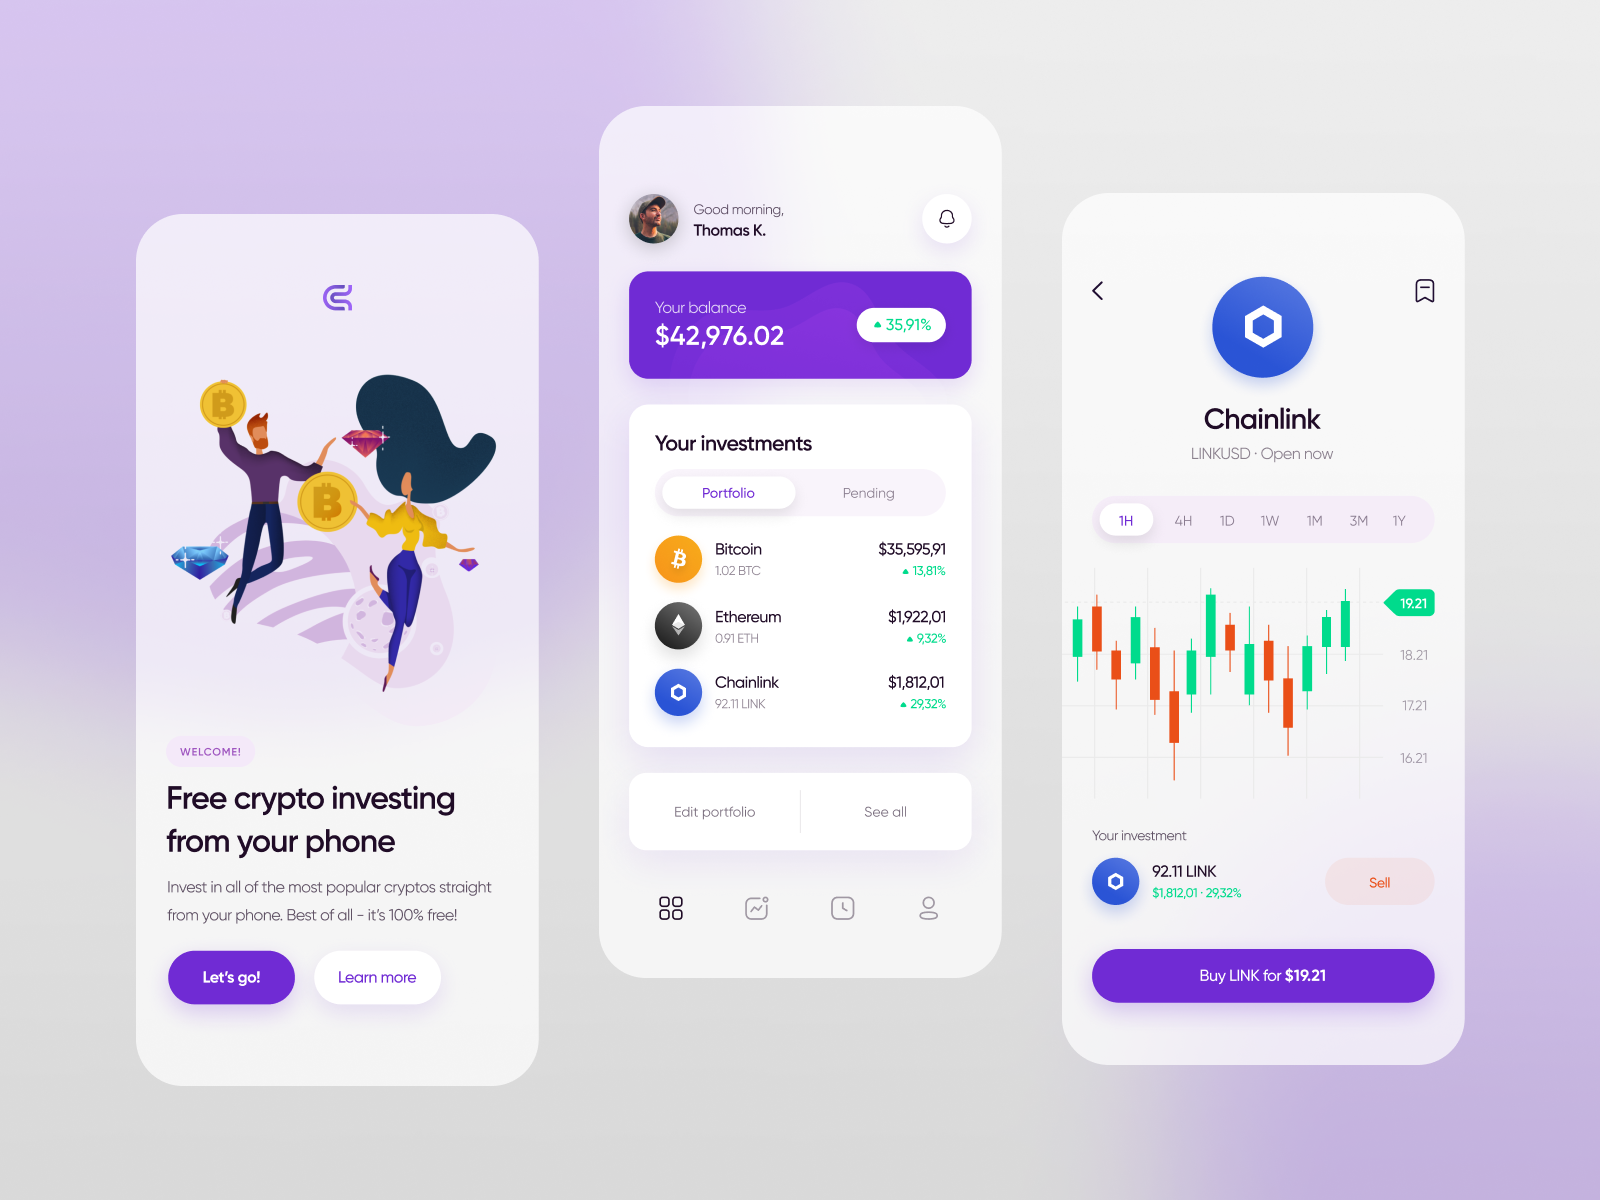 WELCOME!
Free crypto investing
from your phone
Invest in all of the most popular cryptos straight
from your phone. Best of all - it's 100% free!
Let's go!
Learn more
Good morning,
Thomas K.
Your balance
$42,976.02
35,91%
Your investments
Portfolio
Pending
Bitcoin
$35,595,91
1.02 BTC
13,81%
Ethereum
$1,922,01
0.91 ETH
9,32%
Chainlink
$1,812,01
92.11 LINK
29,32%
Edit portfolio
See all
Chainlink
LINKUSD · Open now
1H 4H 1D 1W 1M 3M 1Y
19.21
18.21
17.21
16.21
Your investment
92.11 LINK
$1,812,01 · 29,32%
Sell
Buy LINK for $19.21